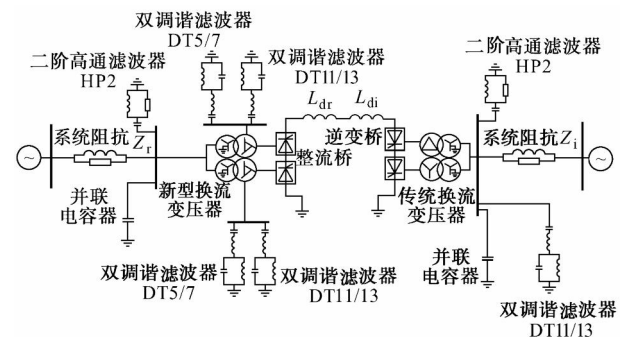 双调谐滤波器
DT5/7
双调谐滤波器
DT11/13
二阶高通滤波器
HP2
二阶高通滤波器
HP2
L_dr
L_di
系统阻抗
Z_r
整流桥
逆变桥
系统阻抗Z_i
并联
电容器
新型换流
变压器
传统换流
变压器
并联
电容器
双调谐滤波器
DT5/7
双调谐滤波器
DT11/13
双调谐滤波器
DT11/13